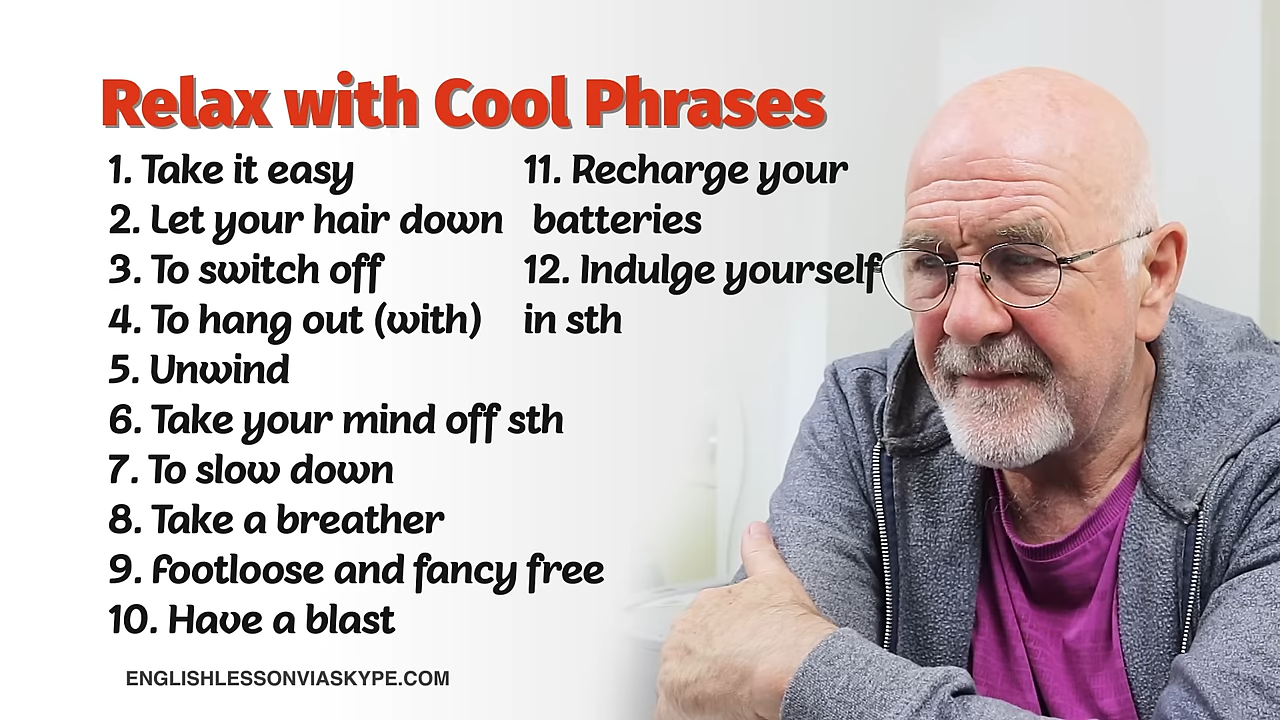 Relax with Cool Phrases
1. Take it easy
2. Let your hair down
3. To switch off
4. To hang out (with)
5. Unwind
6. Take your mind off sth
7. To slow down
8. Take a breather
9. Footloose and fancy free
10. Have a blast
11. Recharge your
batteries
12. Indulge yourself
in sth
ENGLISHLESSONVIASKYPE.COM